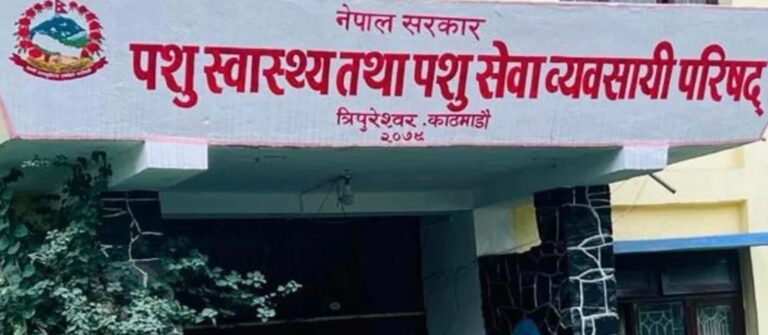 नेपाल सरकार
पशु स्वास्थ्य तथा पशु सेवा व्यवसायी परिषद्
त्रिपुरेश्वर .काठमाडौ
२०७९